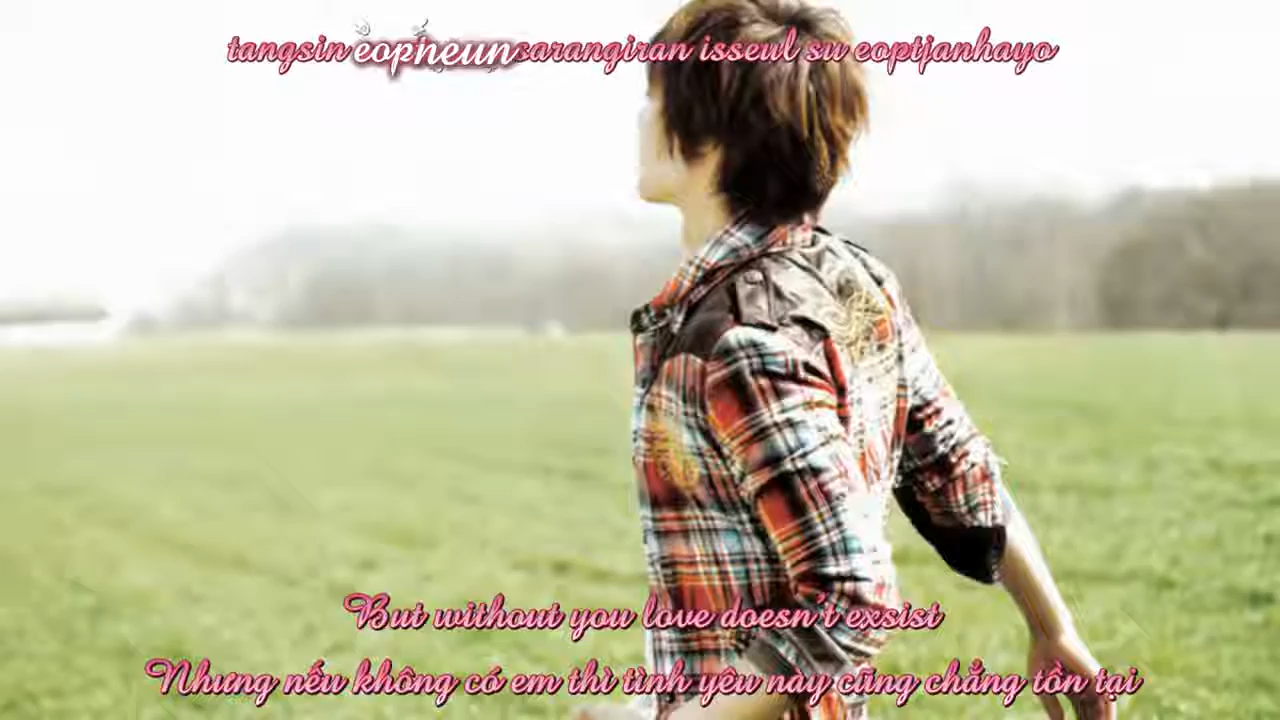 tangsin eopneun sarangiran isseul su eoptjanhayo
But without you love doesn't exsist
Nhưng nếu không có em thì tình yêu này cũng chẳng tồn tại